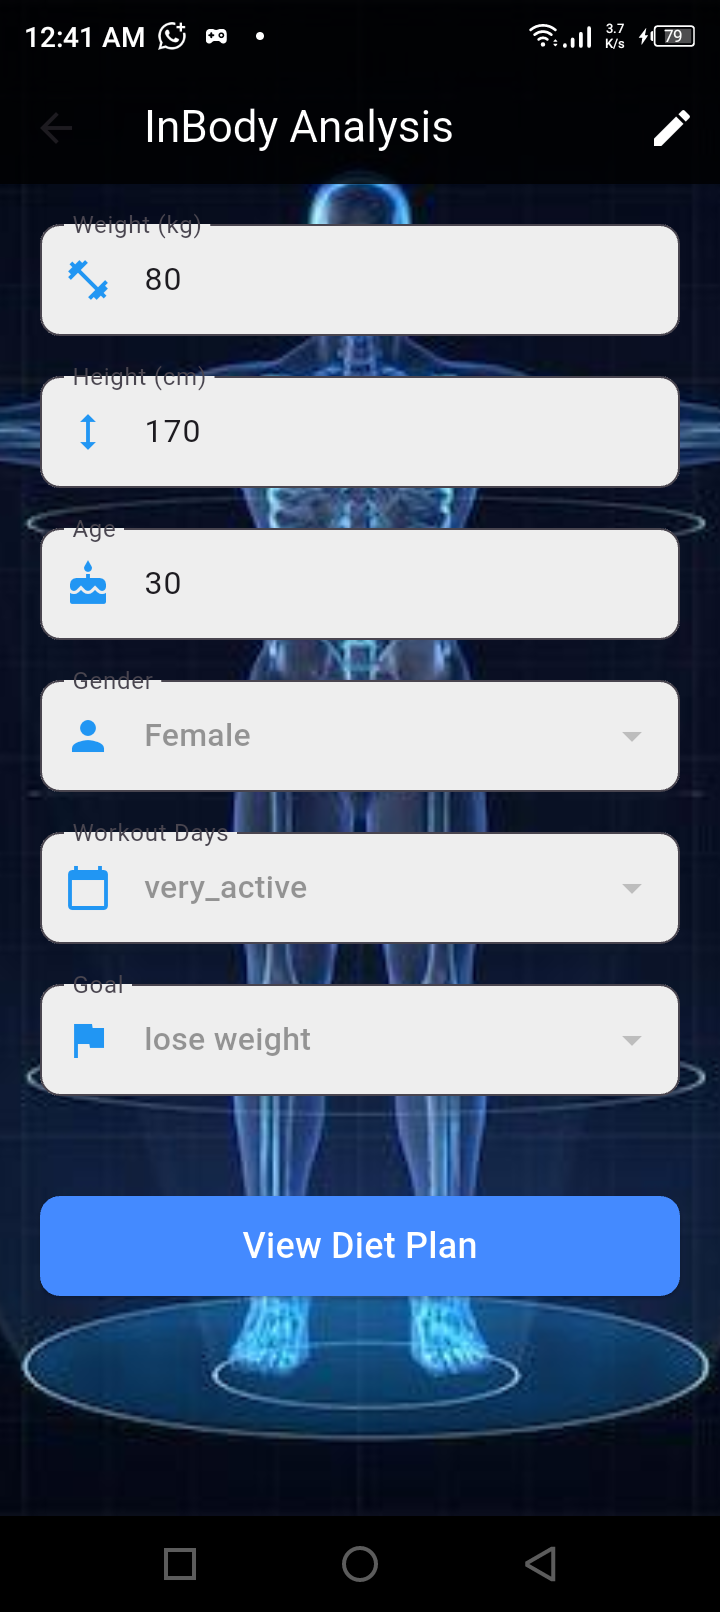 12:41 AM
3.7
K/s
79
InBody Analysis
Weight (kg)
80
Height (cm)
170
Age
30
Gender
Female
Workout Days
very_active
Goal
lose weight
View Diet Plan